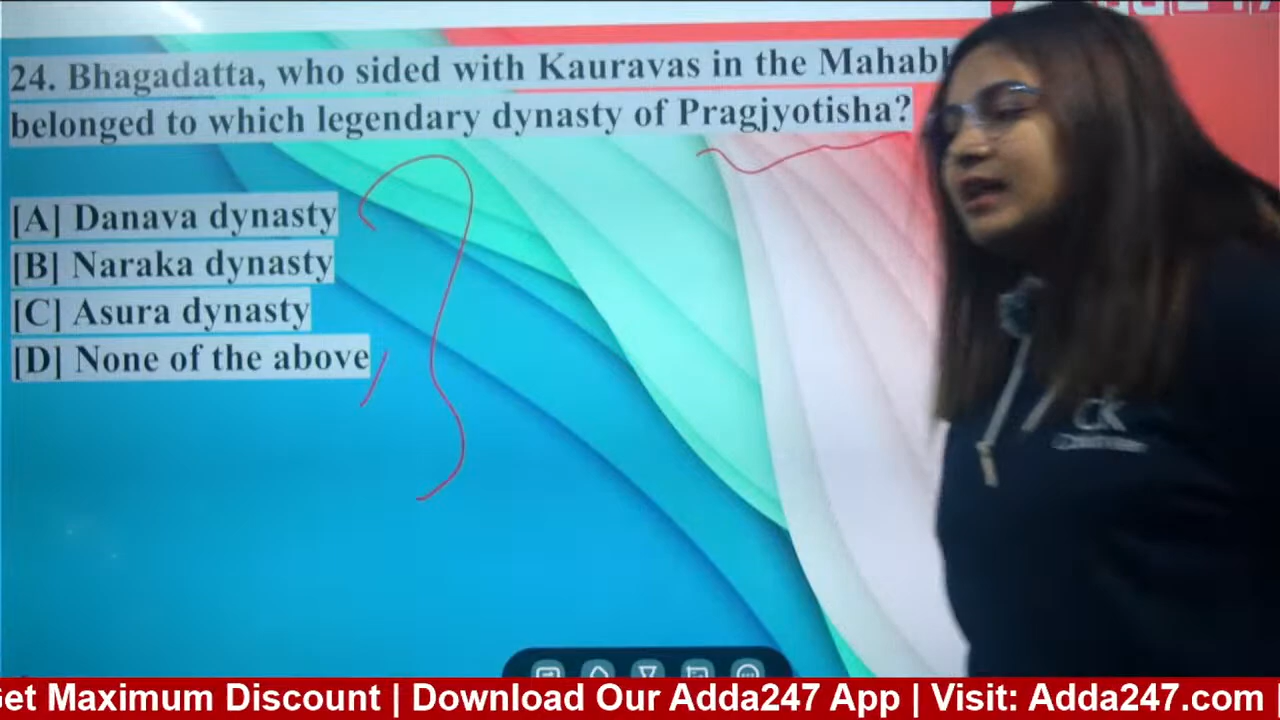 24. Bhagadatta, who sided with Kauravas in the
belonged to which legendary dynasty of Pragjyotisha?
[A] Danava dynasty
[B] Naraka dynasty
[C] Asura dynasty
[D] None of the above
Get Maximum Discount | Download Our Adda247 App | Visit: Adda247.com